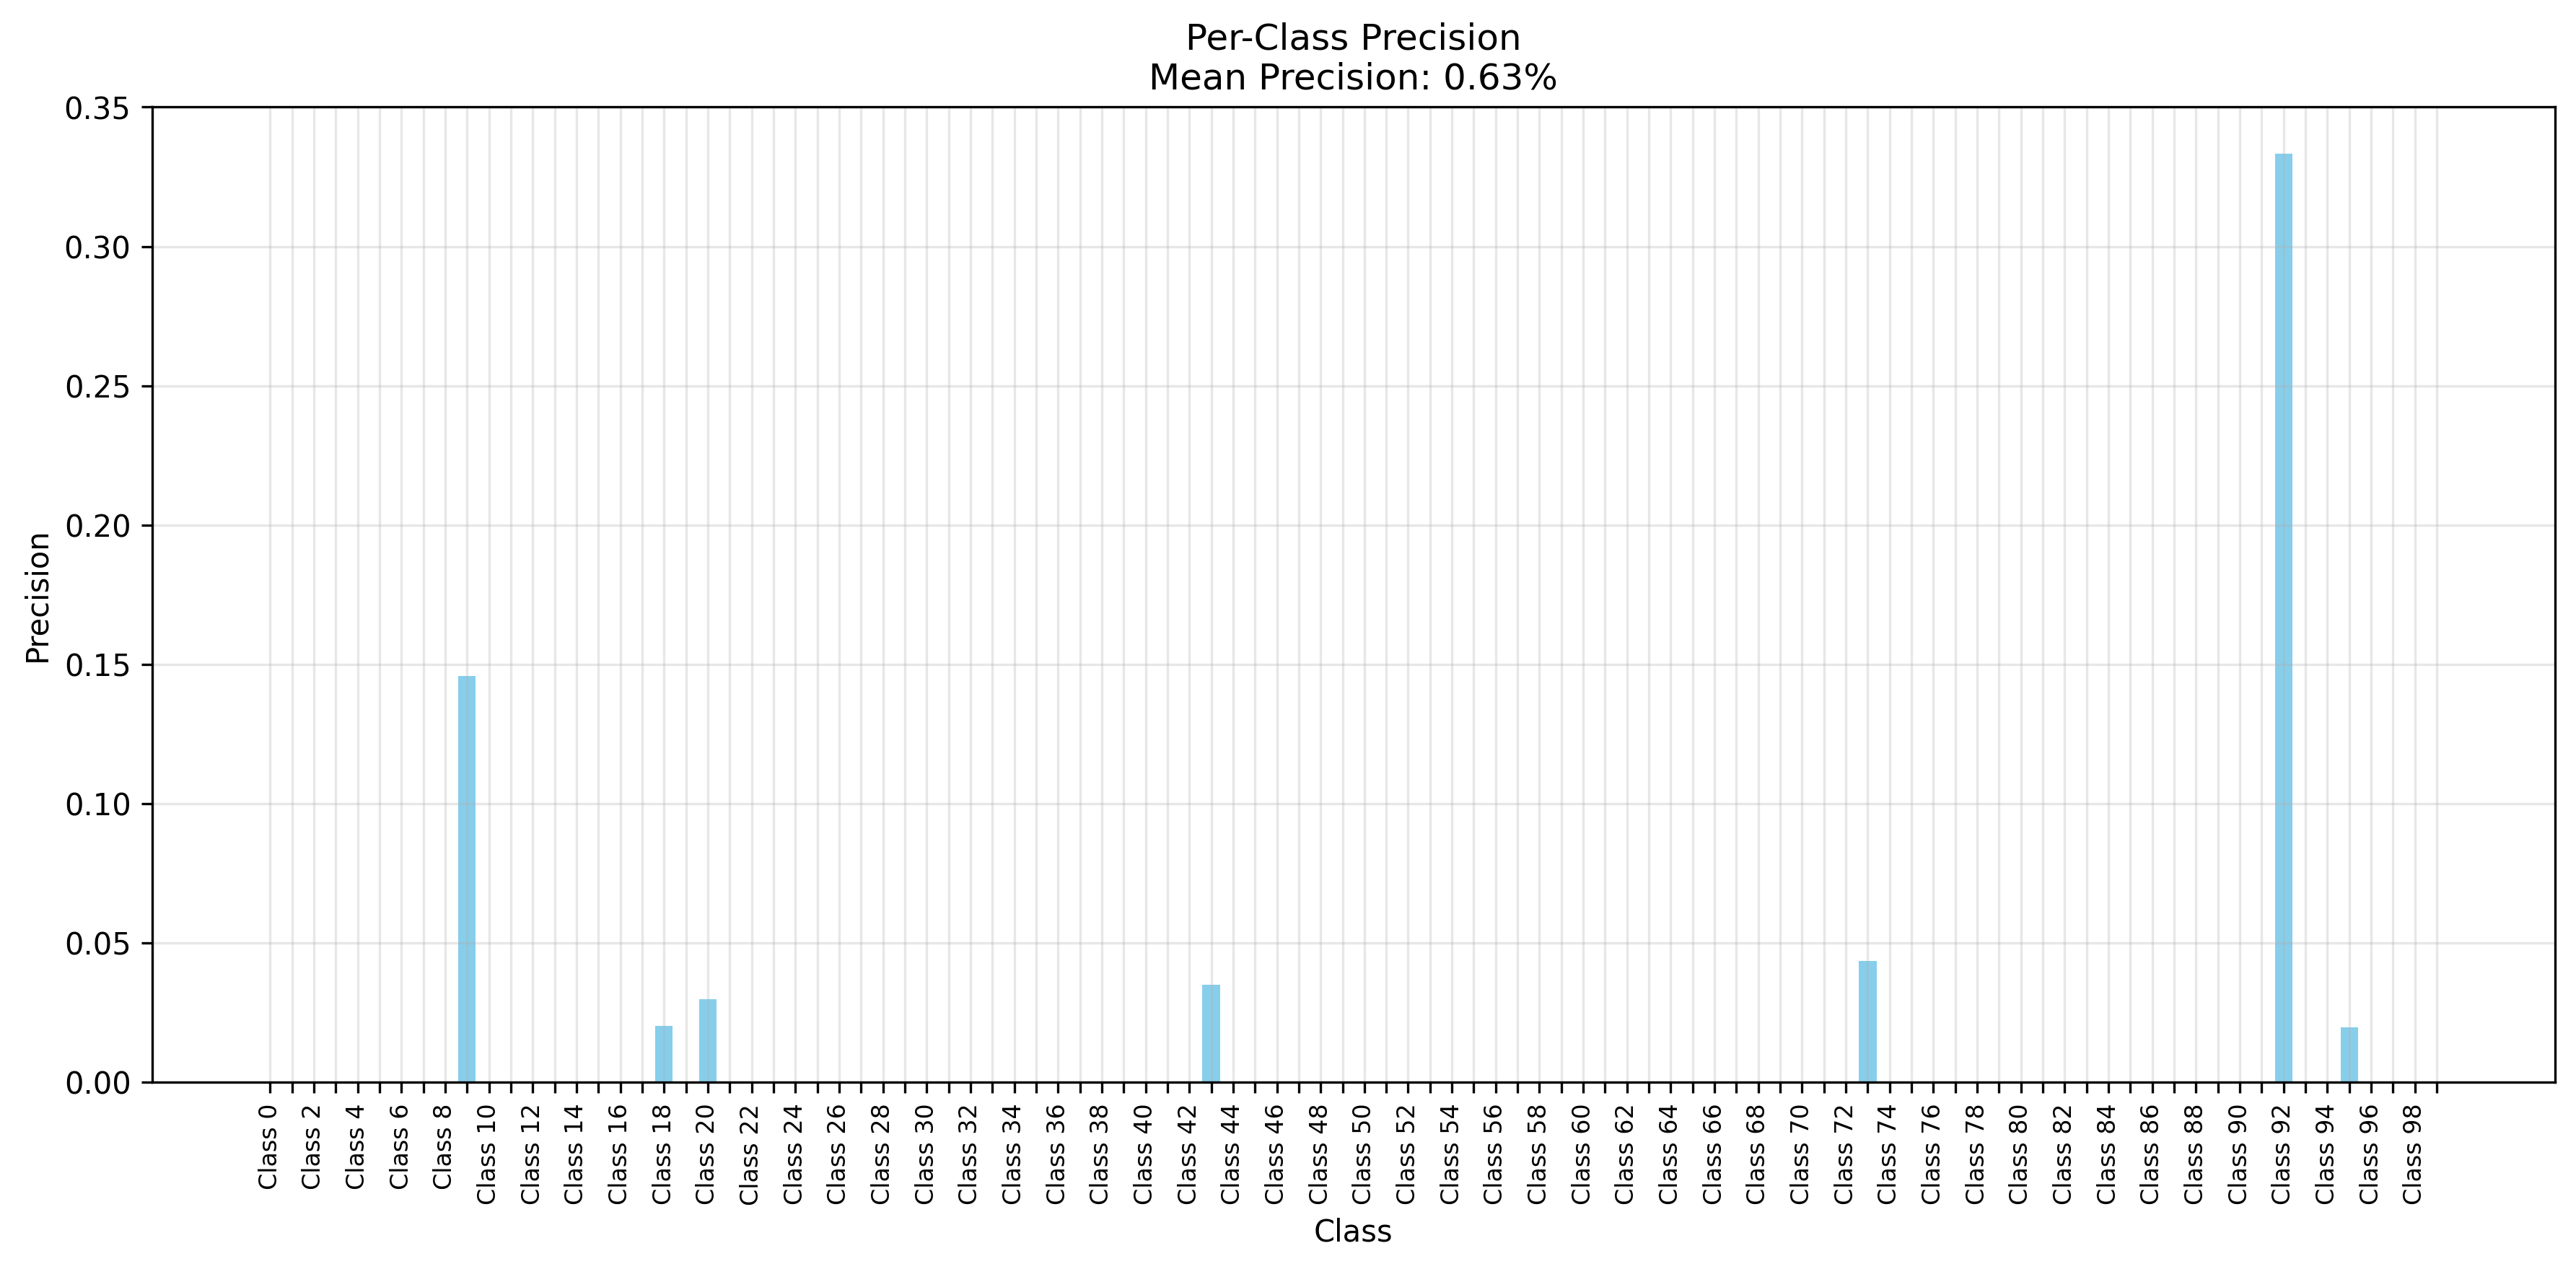 Per-Class Precision
Mean Precision: 0.63%
0.35
0.30
0.25
0.20
0.15
0.10
0.05
0.00
Precision
Class 0
Class 2
Class 4
Class 6
Class 8
Class 10
Class 12
Class 14
Class 16
Class 18
Class 20
Class 22
Class 24
Class 26
Class 28
Class 30
Class 32
Class 34
Class 36
Class 38
Class 40
Class 42
Class 44
Class 46
Class 48
Class 50
Class 52
Class 54
Class 56
Class 58
Class 60
Class 62
Class 64
Class 66
Class 68
Class 70
Class 72
Class 74
Class 76
Class 78
Class 80
Class 82
Class 84
Class 86
Class 88
Class 90
Class 92
Class 94
Class 96
Class 98
Class